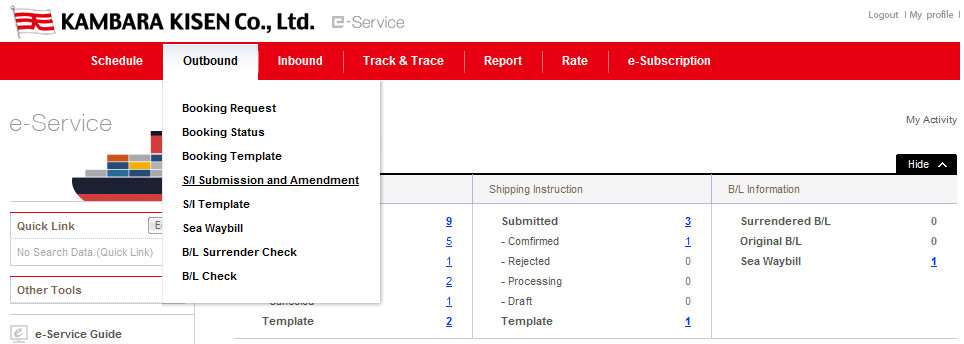 KAMBARA KISEN Co., Ltd. e-Service
Logout | My profile |
Schedule Outbound Inbound Track & Trace Report Rate e-Subscription
Booking Request
Booking Status
Booking Template
S/I Submission and Amendment
S/I Template
Sea Waybill
B/L Surrender Check
B/L Check
e-Service
My Activity
Hide
Quick Link
No Search Data.(Quick Link)
Other Tools
e-Service Guide
9
5
1
2
1
Template 2
Shipping Instruction
Submitted 3
- Comfirmed 1
- Rejected 0
- Processing 0
- Draft 0
Template 1
B/L Information
Surrendered B/L 0
Original B/L 0
Sea Waybill 1